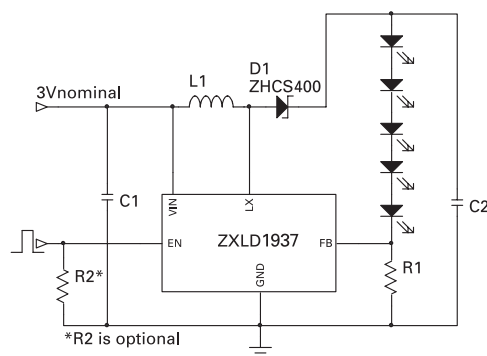 D1
L1
ZHCS400
3Vnominal
C1
VIN
LX
C2
EN
ZXLD1937
FB
R2*
GND
R1
*R2 is optional